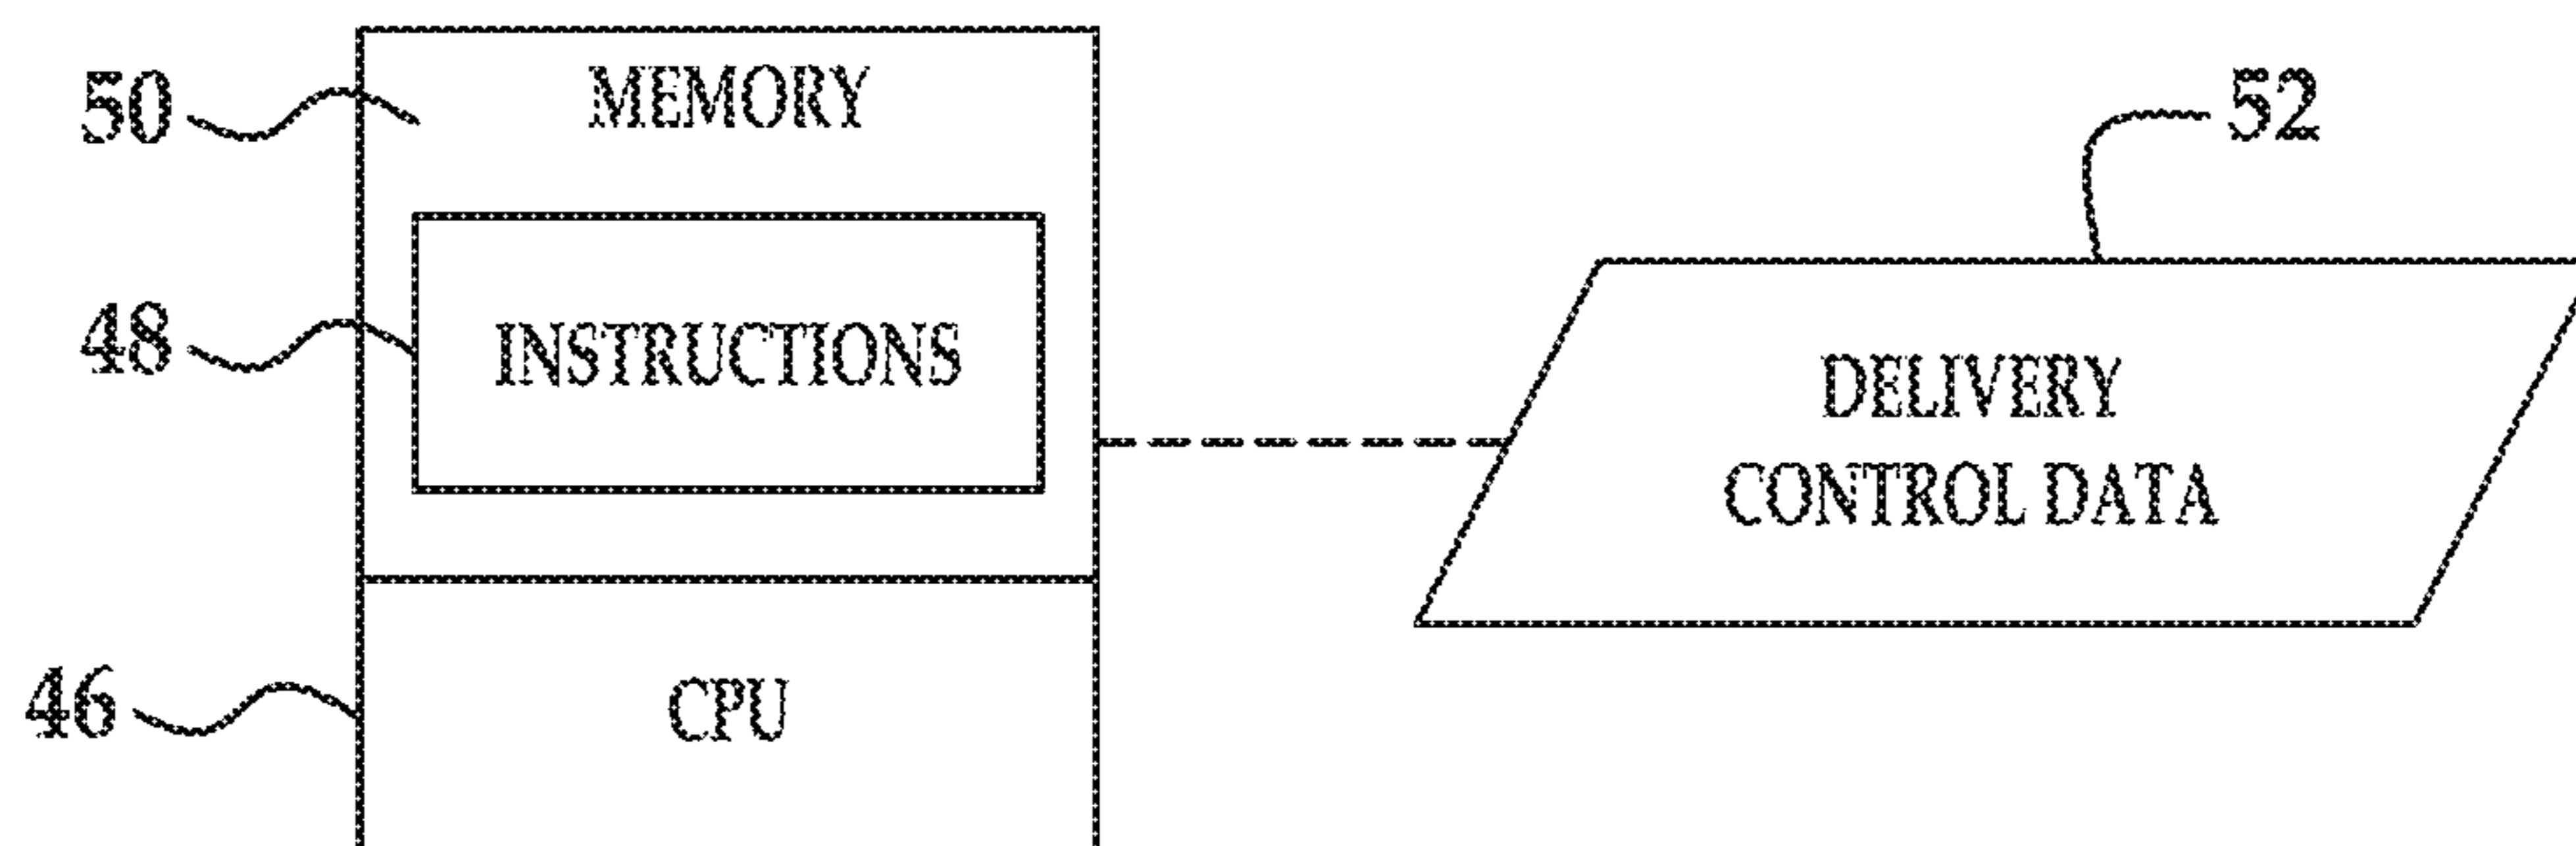 50
MEMORY
52
48
INSTRUCTIONS
DELIVERY
CONTROL DATA
46
CPU